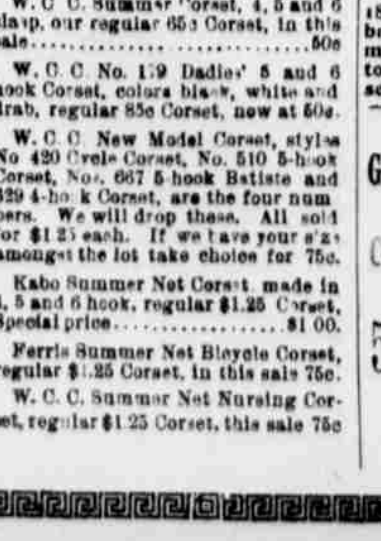 W. C. C. Summer Corset, 4, 5 and 6
clasp, our regular 65c Corset, in this
sale..............................50c
W. C. C. No. 129 Ladies' 5 and 6
hook Corset, colors black, white and
drab, regular 85c Corset, now at 50c.
W. C. C. New Model Corset, styles
No 420 Cycle Corset, No. 510 5-hook
Corset, Nos. 667 5 hook Batiste and
829 4-hook Corset, are the four num
bers. We will drop these. All sold
for $1 25 each. If we have your size
amongst the lot take choice for 75c.
Kabo Summer Net Corset, made in
4, 5 and 6 hook, regular $1.25 Corset,
Special price..................$1 00.
Ferris Summer Net Bicycle Corset,
regular $1.25 Corset, in this sale 75c.
W. C. C. Summer Net Nursing Cor-
set, regular $1 25 Corset, this sale 75c